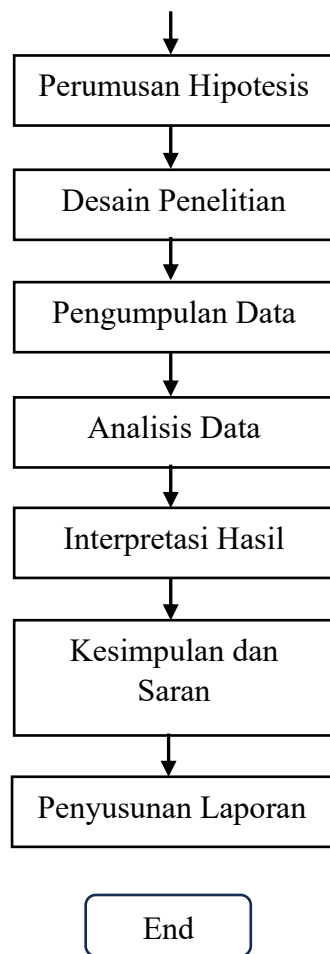 Perumusan Hipotesis
Desain Penelitian
Pengumpulan Data
Analisis Data
Interpretasi Hasil
Kesimpulan dan
Saran
Penyusunan Laporan
End